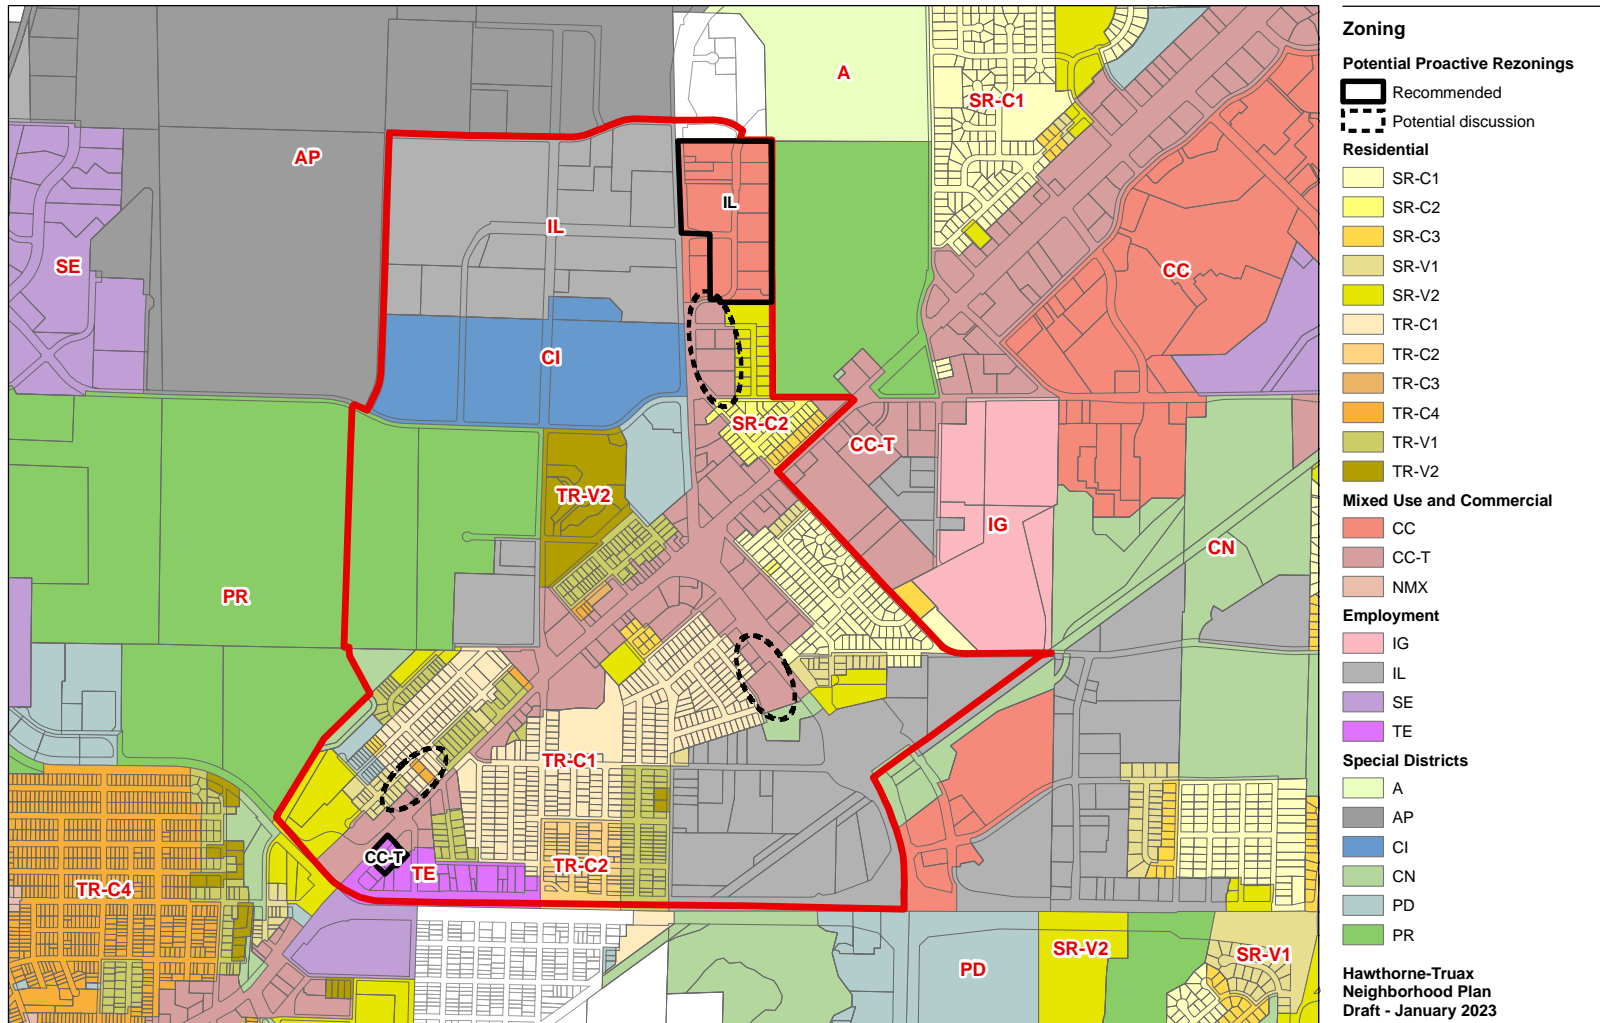 A
SR-C1
AP
IL
IL
SE
CC
CI
SR-C2
CC-T
TR-V2
IG
CN
PR
TR-C1
CC-T
TE
TR-C2
TR-C4
SR-V2
SR-V1
PD
Zoning
Potential Proactive Rezonings
Recommended
Potential discussion
Residential
SR-C1
SR-C2
SR-C3
SR-V1
SR-V2
TR-C1
TR-C2
TR-C3
TR-C4
TR-V1
TR-V2
Mixed Use and Commercial
CC
CC-T
NMX
Employment
IG
IL
SE
TE
Special Districts
A
AP
CI
CN
PD
PR
Hawthorne-Truax
Neighborhood Plan
Draft - January 2023